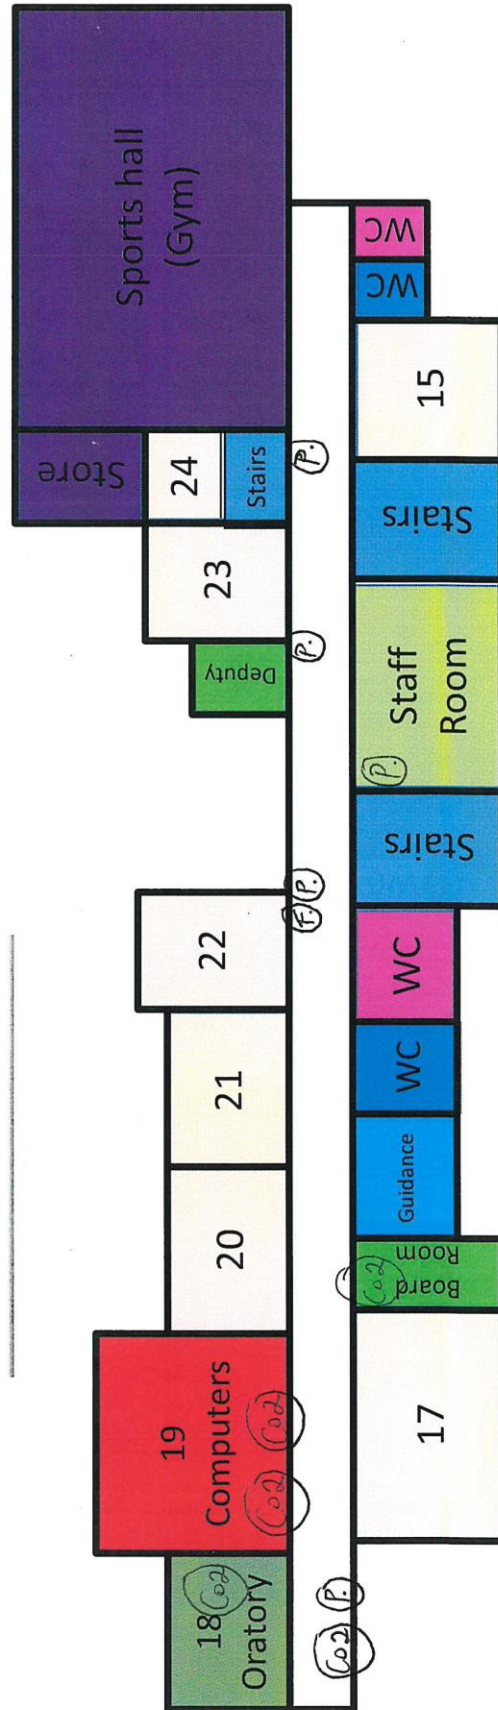 Sports hall
(Gym)
Store
24
Stairs
P.
23
Deputy
P.
22
F
P.
21
20
19
Computers
Co2
Co2
18
Co2
Oratory
Co2
P.
WC
WC
15
Stairs
Staff
Room
P.
Stairs
WC
WC
Guidance
Board
Room
Co2
17